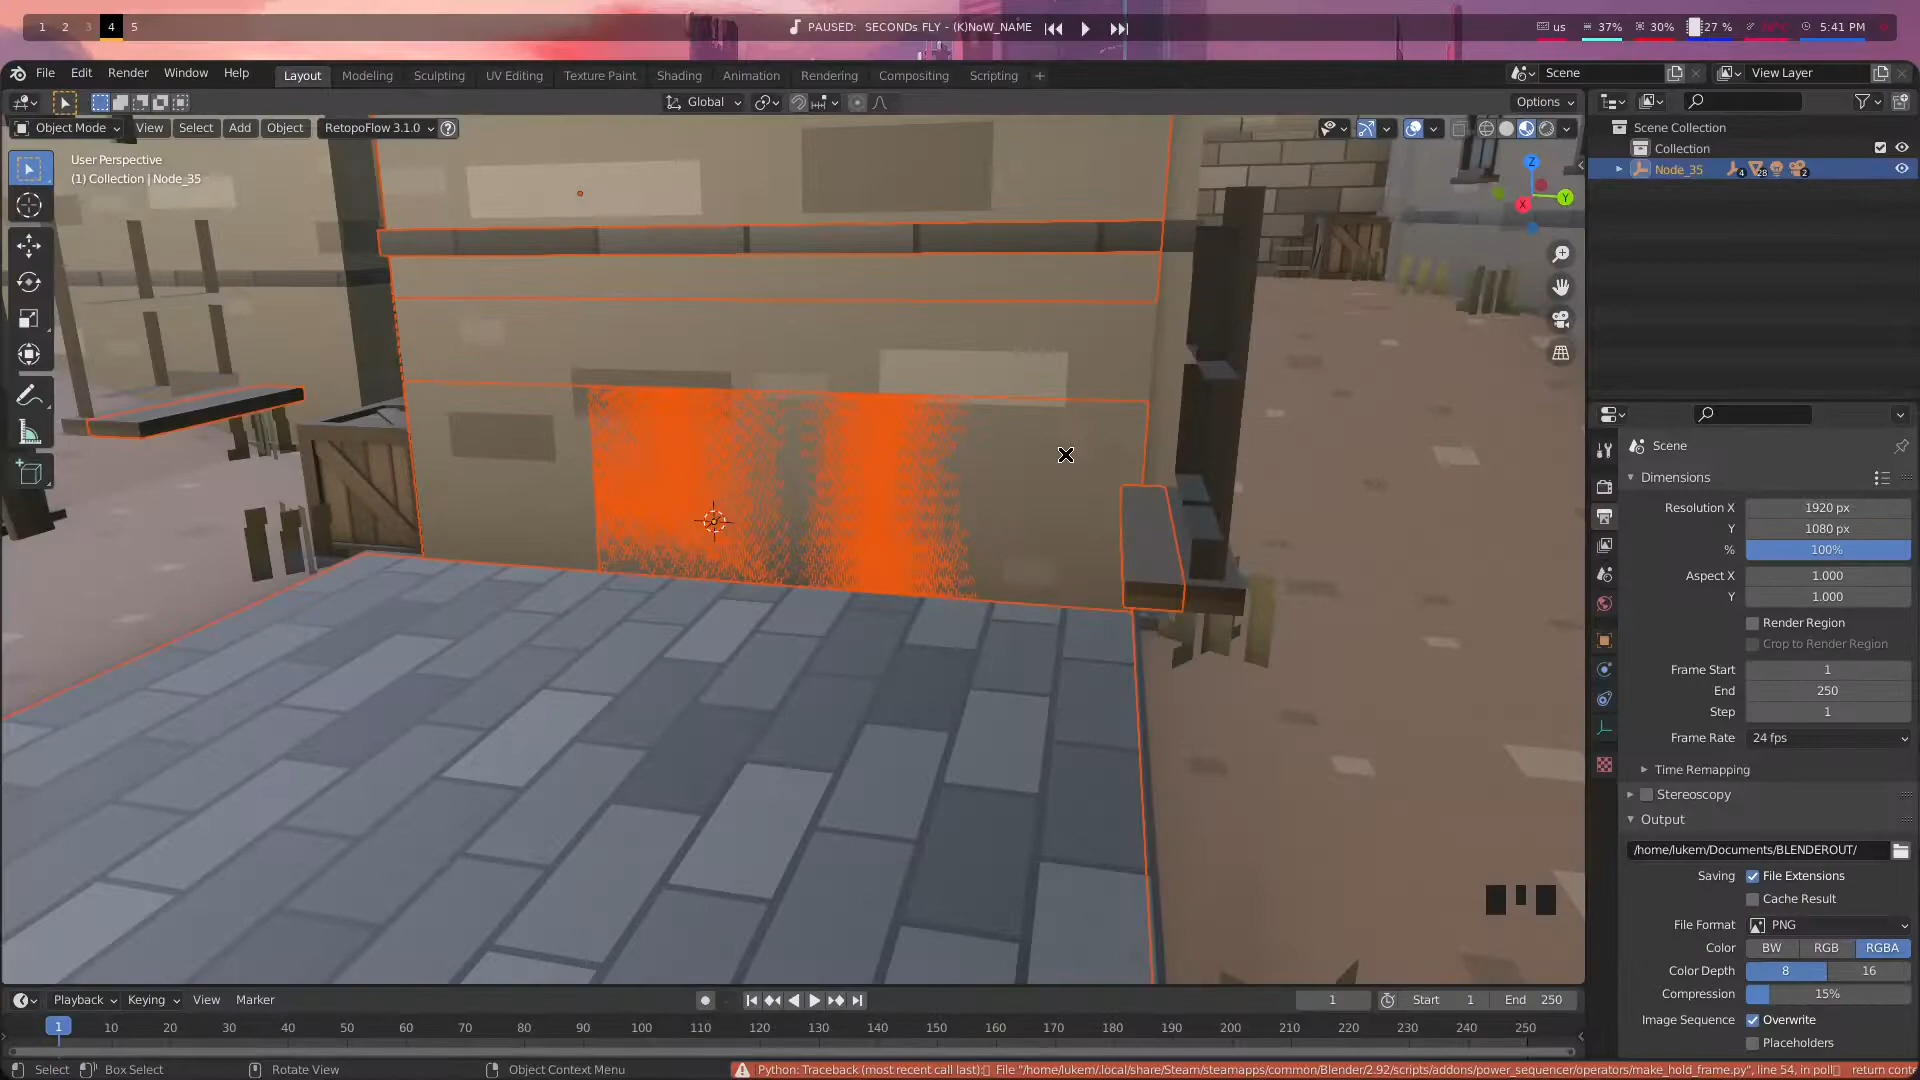 1 2 3 4 5
PAUSED: SECONDs FLY - (K)NoW_NAME
us 37% 30% 27 % 5:41 PM
File Edit Render Window Help
Layout Modeling Sculpting UV Editing Texture Paint Shading Animation Rendering Compositing Scripting +
Scene View Layer
Global Options
Object Mode View Select Add Object RetopoFlow 3.1.0 ?
User Perspective
(1) Collection | Node_35
Z
Y
X
Scene Collection
Collection
Node_35 4 28 2
Scene
Dimensions
Resolution X 1920 px
Y 1080 px
% 100%
Aspect X 1.000
Y 1.000
Render Region
Crop to Render Region
Frame Start 1
End 250
Step 1
Frame Rate 24 fps
Time Remapping
Stereoscopy
Output
/home/lukem/Documents/BLENDEROUT/
Saving File Extensions
Cache Result
File Format PNG
Color BW RGB RGBA
Color Depth 8 16
Compression 15%
Image Sequence Overwrite
Placeholders
Playback Keying View Marker 1 Start 1 End 250
1 10 20 30 40 50 60 70 80 90 100 110 120 130 140 150 160 170 180 190 200 210 220 230 240 250
Select Box Select Rotate View Object Context Menu Python: Traceback (most recent call last): File "/home/lukem/.local/share/Steam/steamapps/common/Blender/2.92/scripts/addons/power_sequencer/operators/make_hold_frame.py", line 54, in poll return conte